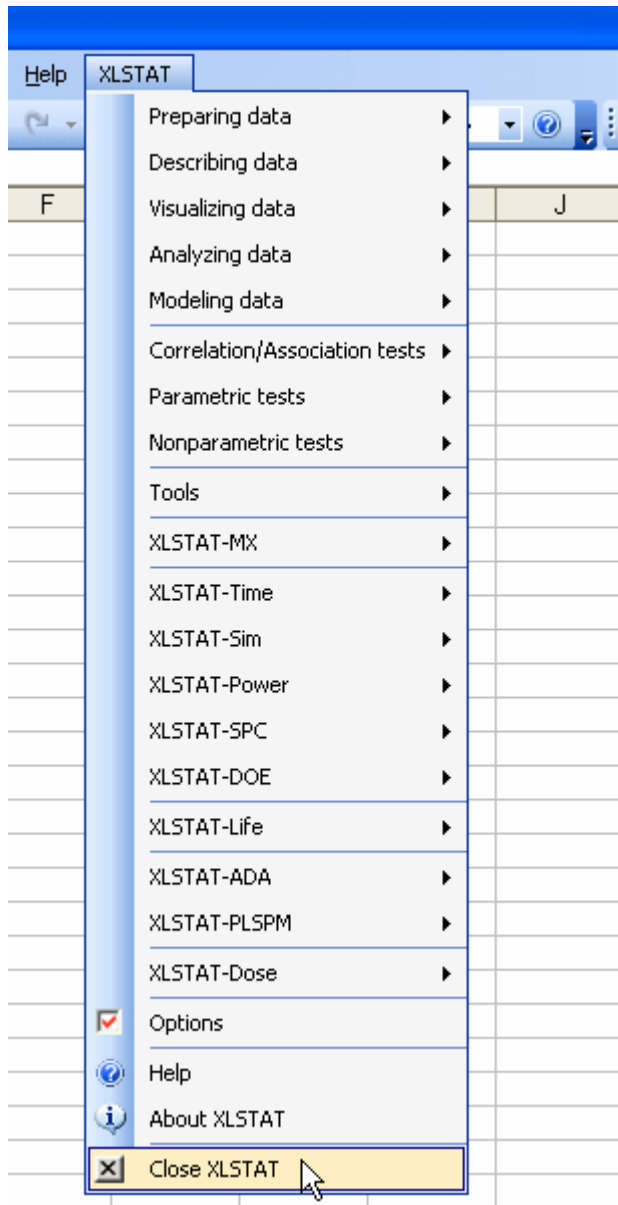 Help XLSTAT
Preparing data
Describing data
F J
Visualizing data
Analyzing data
Modeling data
Correlation/Association tests
Parametric tests
Nonparametric tests
Tools
XLSTAT-MX
XLSTAT-Time
XLSTAT-Sim
XLSTAT-Power
XLSTAT-SPC
XLSTAT-DOE
XLSTAT-Life
XLSTAT-ADA
XLSTAT-PLSPM
XLSTAT-Dose
Options
Help
About XLSTAT
Close XLSTAT